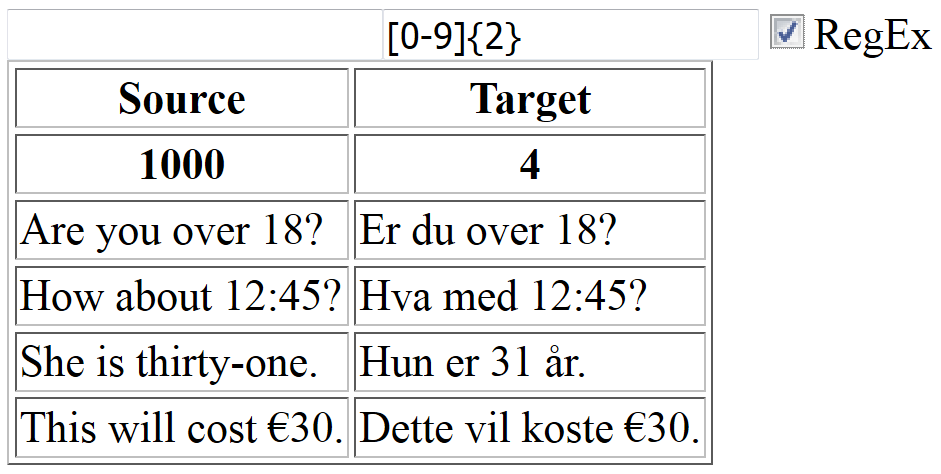 [0-9]{2} RegEx
Source Target
1000 4
Are you over 18? Er du over 18?
How about 12:45? Hva med 12:45?
She is thirty-one. Hun er 31 år.
This will cost €30. Dette vil koste €30.